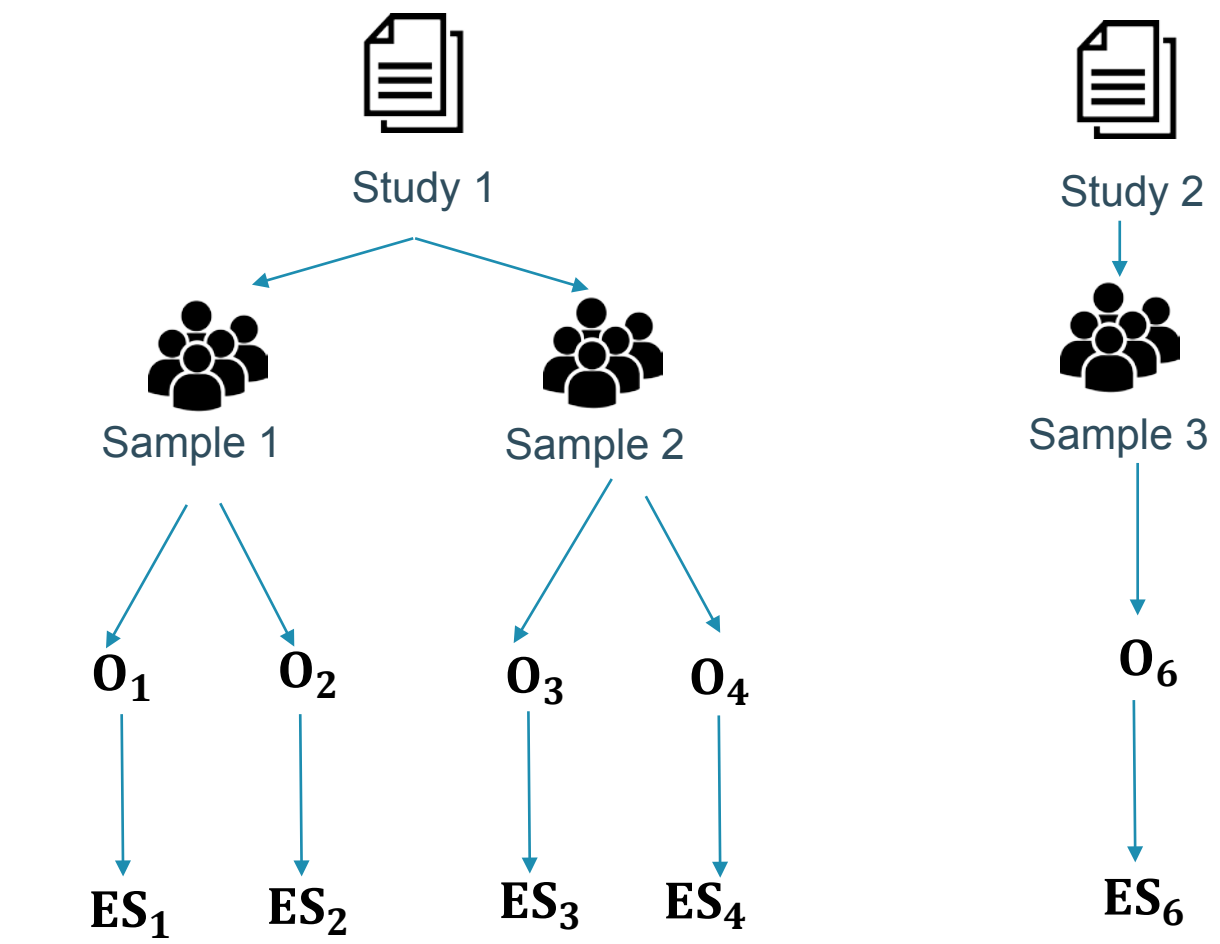 Study 1
Study 2
Sample 1
Sample 2
Sample 3
O₁
O₂
O₃
O₄
O₆
ES₁
ES₂
ES₃
ES₄
ES₆